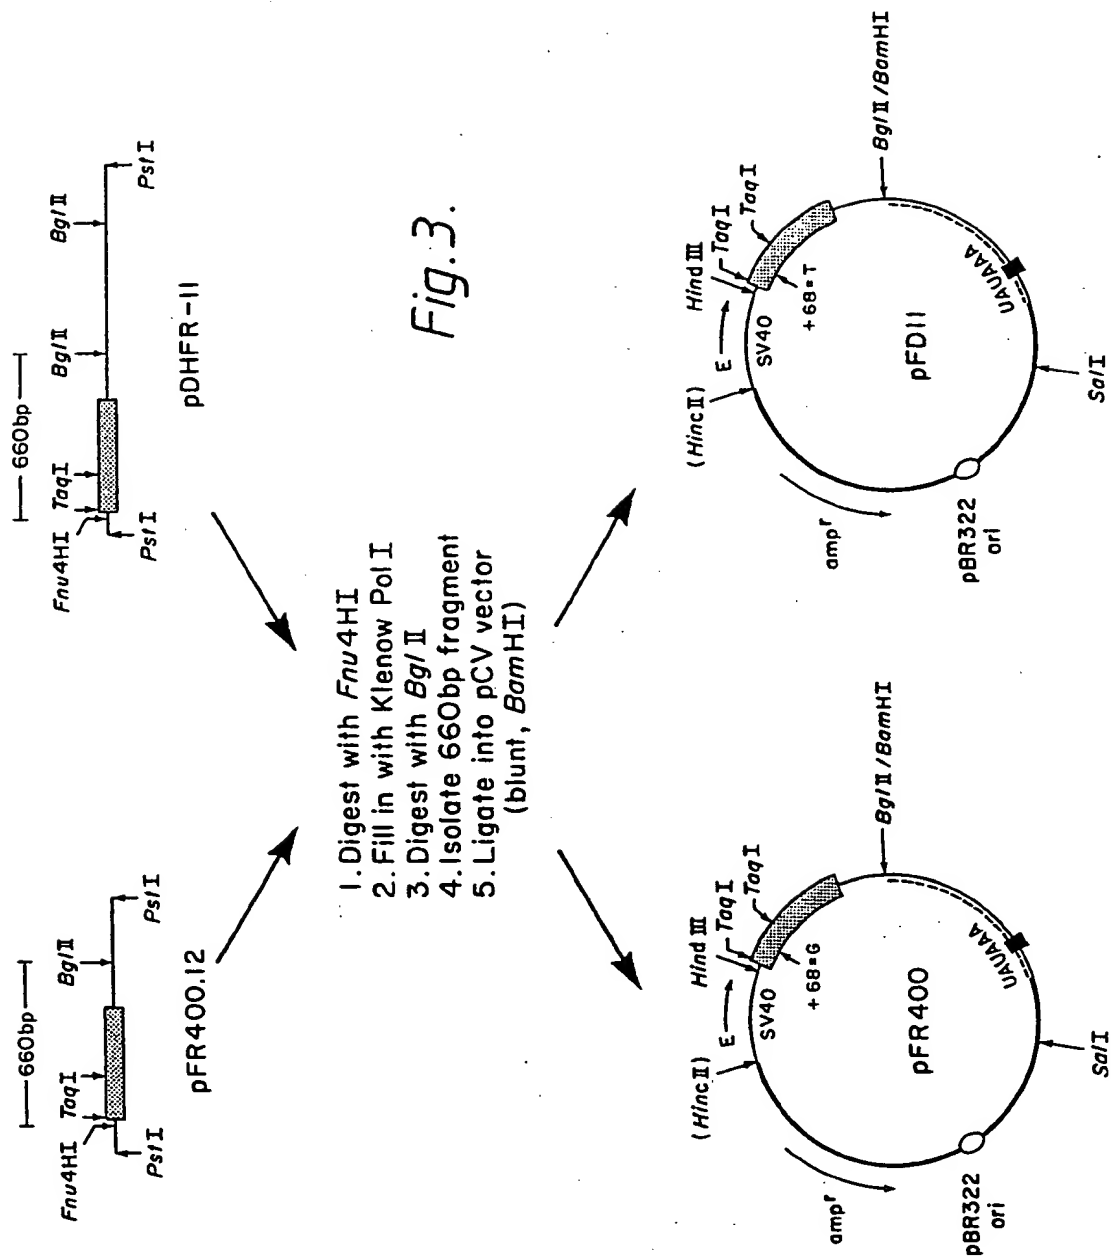 660bp
Fnu4HI
TaqI
BglII
PstI
PstI
pFR400.12
660bp
Fnu4HI
TaqI
BglII
BglII
PstI
PstI
pDHFR-11
1. Digest with Fnu4HI
2. Fill in with Klenow Pol I
3. Digest with BglII
4. Isolate 660bp fragment
5. Ligate into pCV vector
(blunt, BamHI)
Fig. 3.
(HincII)
E
SV40
HindIII
TaqI
TaqI
+68=G
BglII/BamHI
UAUAAA
SalI
pBR322
ori
ampr
pFR400
(HincII)
E
SV40
HindIII
TaqI
TaqI
+68=T
BglII/BamHI
UAUAAA
SalI
pBR322
ori
ampr
pFD11